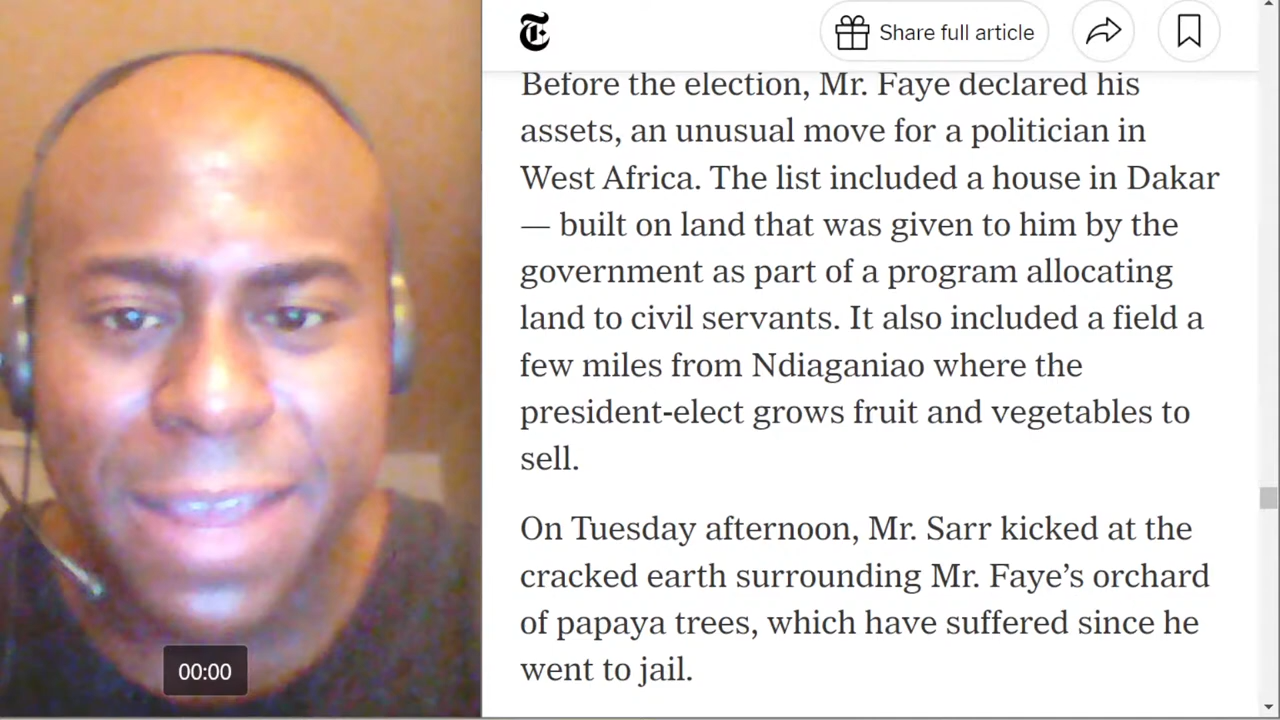 Share full article
Before the election, Mr. Faye declared his
assets, an unusual move for a politician in
West Africa. The list included a house in Dakar
— built on land that was given to him by the
government as part of a program allocating
land to civil servants. It also included a field a
few miles from Ndiaganiao where the
president-elect grows fruit and vegetables to
sell.
On Tuesday afternoon, Mr. Sarr kicked at the
cracked earth surrounding Mr. Faye’s orchard
of papaya trees, which have suffered since he
went to jail.
00:00